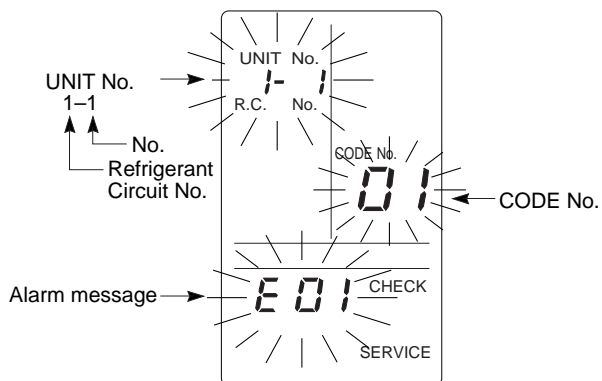 UNIT No.
1- 1
R.C. No.
UNIT No.
1–1
No.
Refrigerant
Circuit No.
CODE No.
01
CODE No.
Alarm message
E01
CHECK
SERVICE